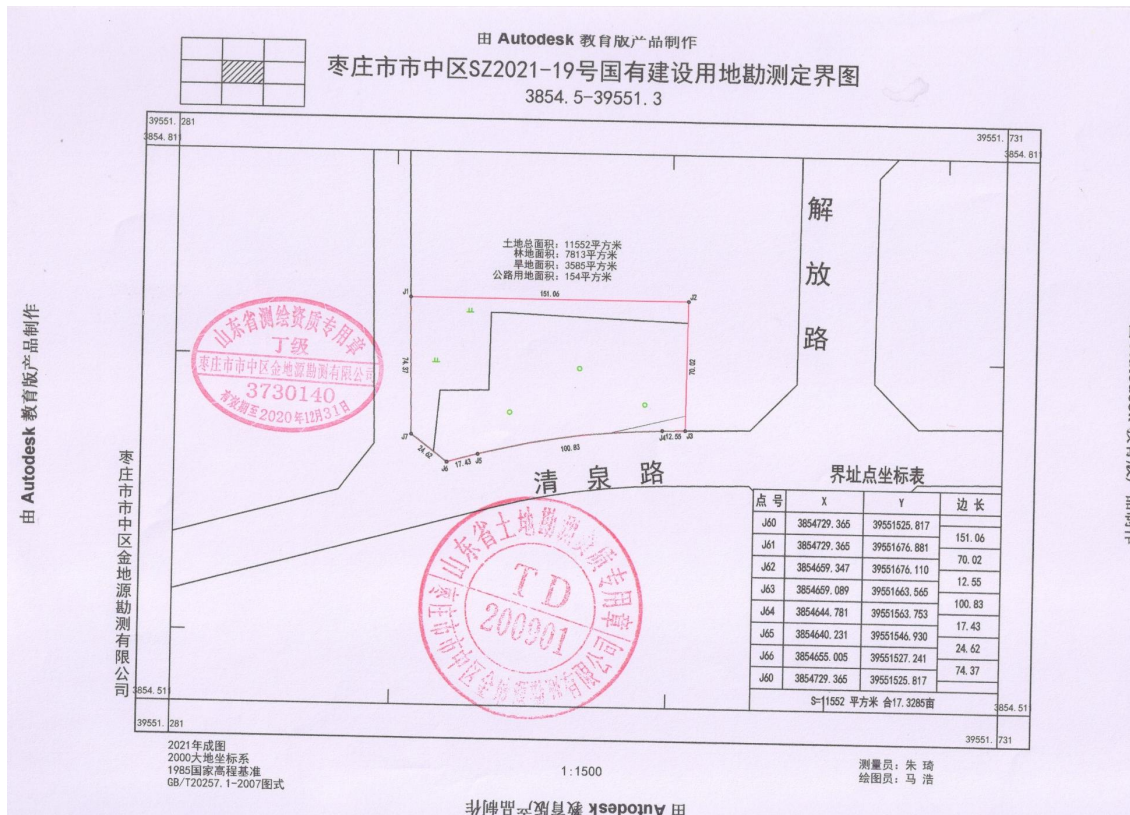 由 Autodesk 教育版产品制作
枣庄市市中区SZ2021-19号国有建设用地勘测定界图
3854.5-39551.3
39551. 281
3854.811
39551. 731
3854.811
解放路
土地总面积: 11552平方米
林地面积: 7813平方米
旱地面积: 3585平方米
公路用地面积: 154平方米
J1
151.06
J2
74.37
70.02
J7
24.62
J6
17.43
J5
100.83
J4
12.55
J3
清泉路
山东省测绘资质专用章
丁级
枣庄市市中区金地源勘测有限公司
3730140
有效期至2020年12月31日
由 Autodesk 教育版产品制作
枣庄市市中区金地源勘测有限公司
山东省土地勘测资质专用章
TD
200901
界址点坐标表
点号 X Y 边长
J60 3854729.365 39551525.817
151.06
J61 3854729.365 39551676.881
70.02
J62 3854659.347 39551676.110
12.55
J63 3854659.089 39551663.565
100.83
J64 3854644.781 39551563.753
17.43
J65 3854640.231 39551546.930
24.62
J66 3854655.005 39551527.241
74.37
J60 3854729.365 39551525.817
S=11552 平方米 合17.3285亩
3854.511
39551. 281
3854.511
39551. 731
2021年成图
2000大地坐标系
1985国家高程基准
GB/T20257.1-2007图式
1:1500
测量员: 朱 琦
绘图员: 马 浩
由 Autodesk 教育版产品制作